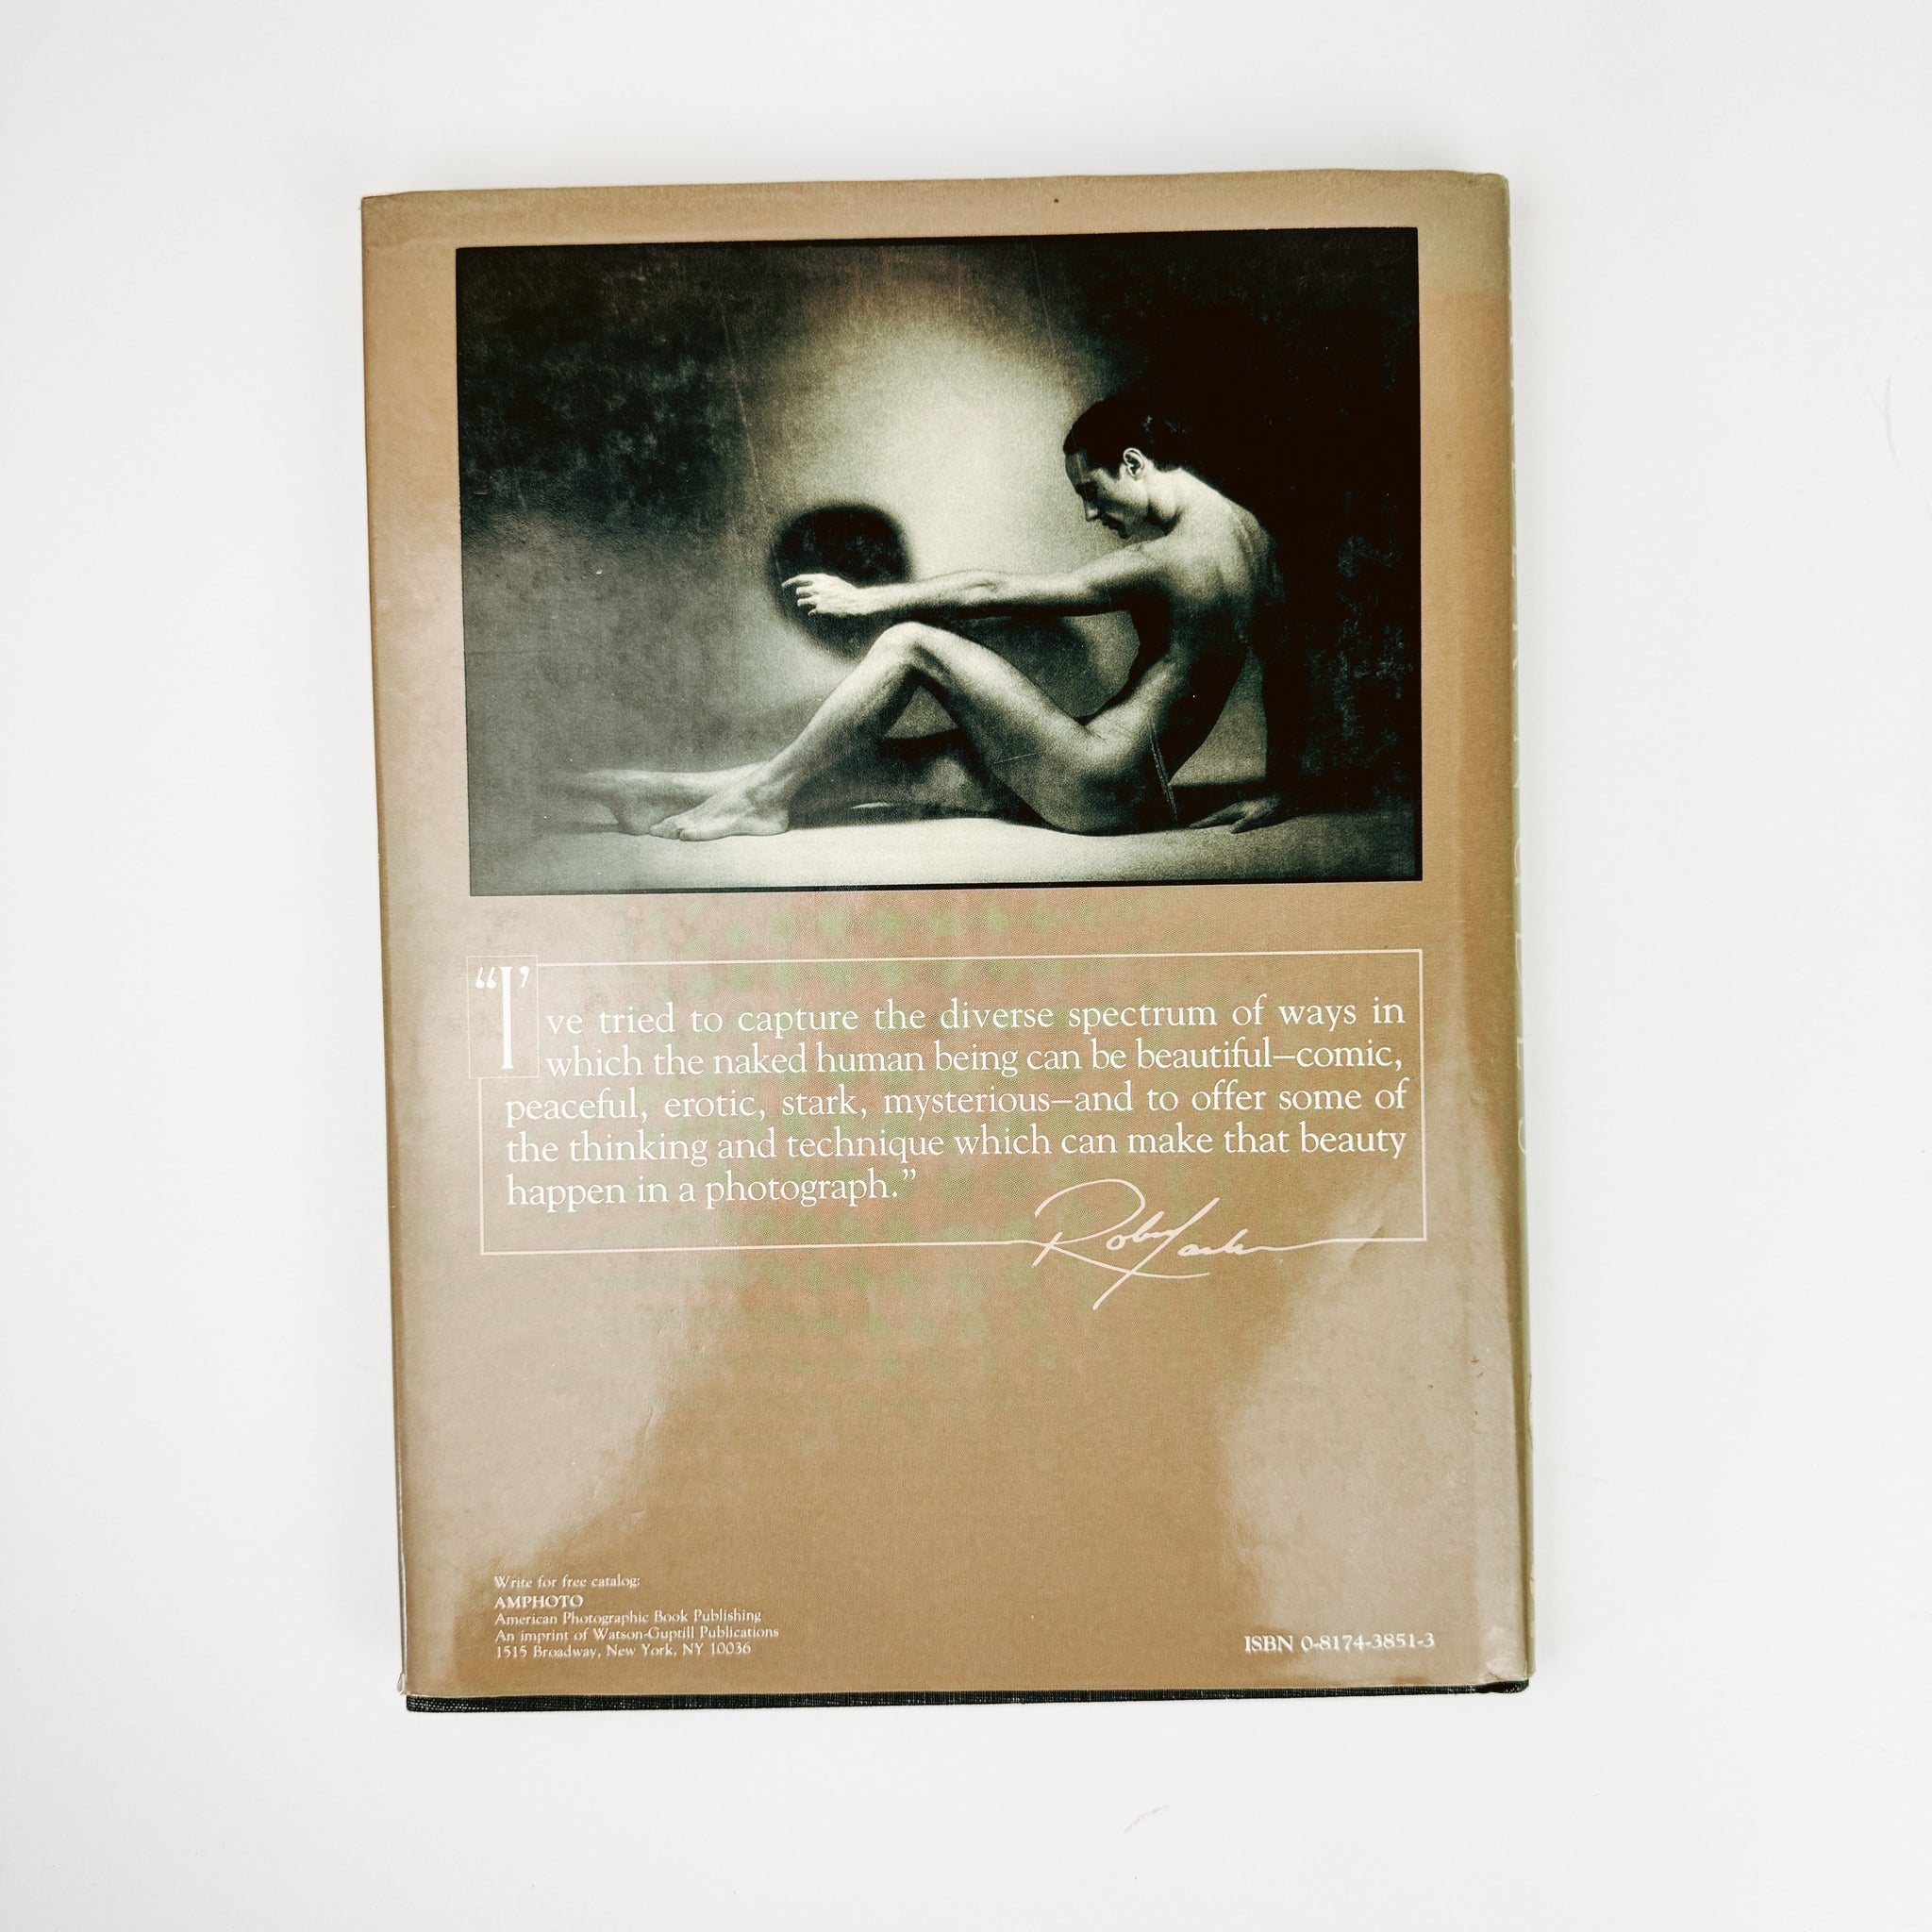 “I’ve tried to capture the diverse spectrum of ways in
which the naked human being can be beautiful—comic,
peaceful, erotic, stark, mysterious—and to offer some of
the thinking and technique which can make that beauty
happen in a photograph.”
Write for free catalog:
AMPHOTO
American Photographic Book Publishing
An imprint of Watson-Guptill Publications
1515 Broadway, New York, NY 10036
ISBN 0-8174-3851-3